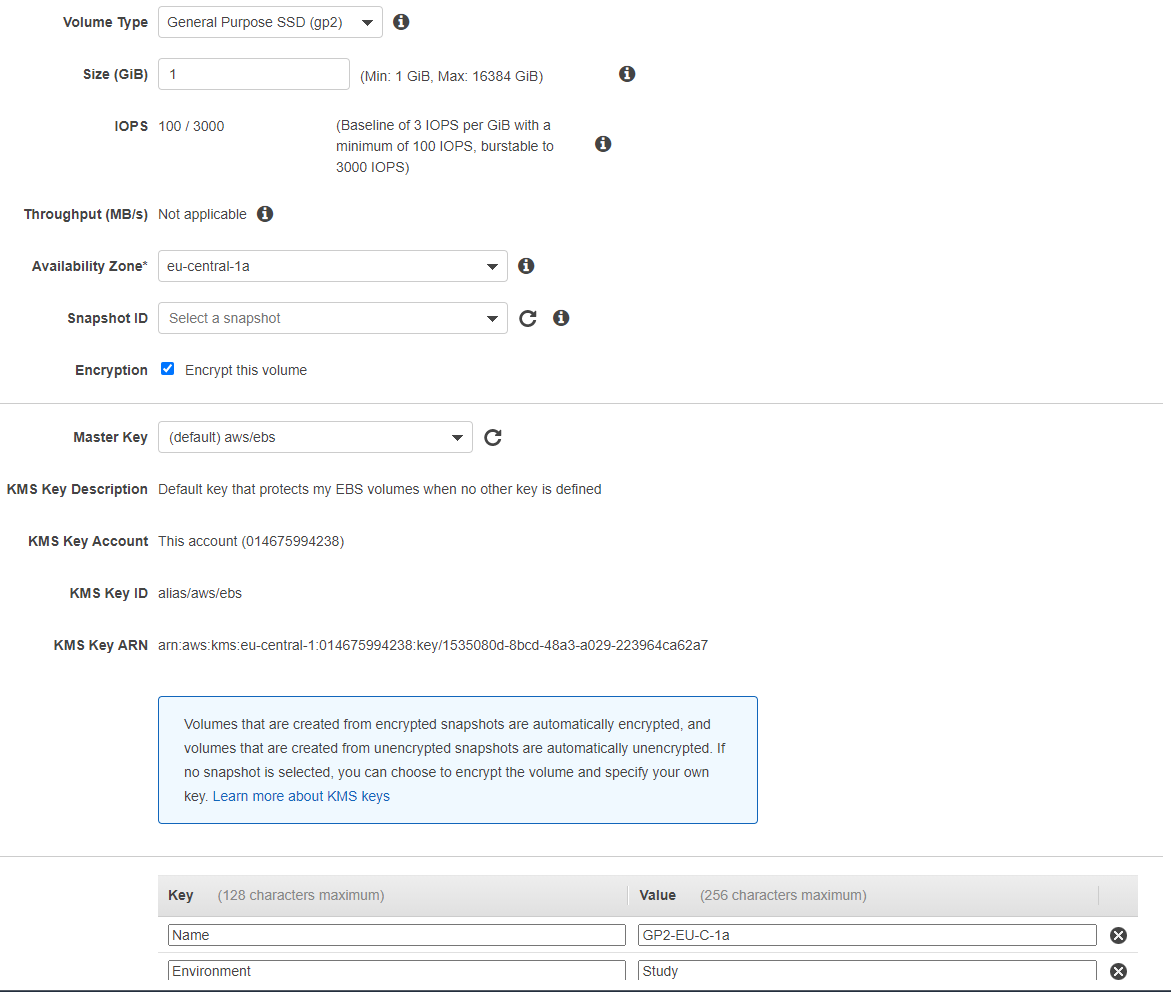 Volume Type General Purpose SSD (gp2)
Size (GiB) 1 (Min: 1 GiB, Max: 16384 GiB)
IOPS 100 / 3000 (Baseline of 3 IOPS per GiB with a
minimum of 100 IOPS, burstable to
3000 IOPS)
Throughput (MB/s) Not applicable
Availability Zone* eu-central-1a
Snapshot ID Select a snapshot
Encryption Encrypt this volume
Master Key (default) aws/ebs
KMS Key Description Default key that protects my EBS volumes when no other key is defined
KMS Key Account This account (014675994238)
KMS Key ID alias/aws/ebs
KMS Key ARN arn:aws:kms:eu-central-1:014675994238:key/1535080d-8bcd-48a3-a029-223964ca62a7
Volumes that are created from encrypted snapshots are automatically encrypted, and
volumes that are created from unencrypted snapshots are automatically unencrypted. If
no snapshot is selected, you can choose to encrypt the volume and specify your own
key. Learn more about KMS keys
Key (128 characters maximum) Value (256 characters maximum)
Name GP2-EU-C-1a
Environment Study